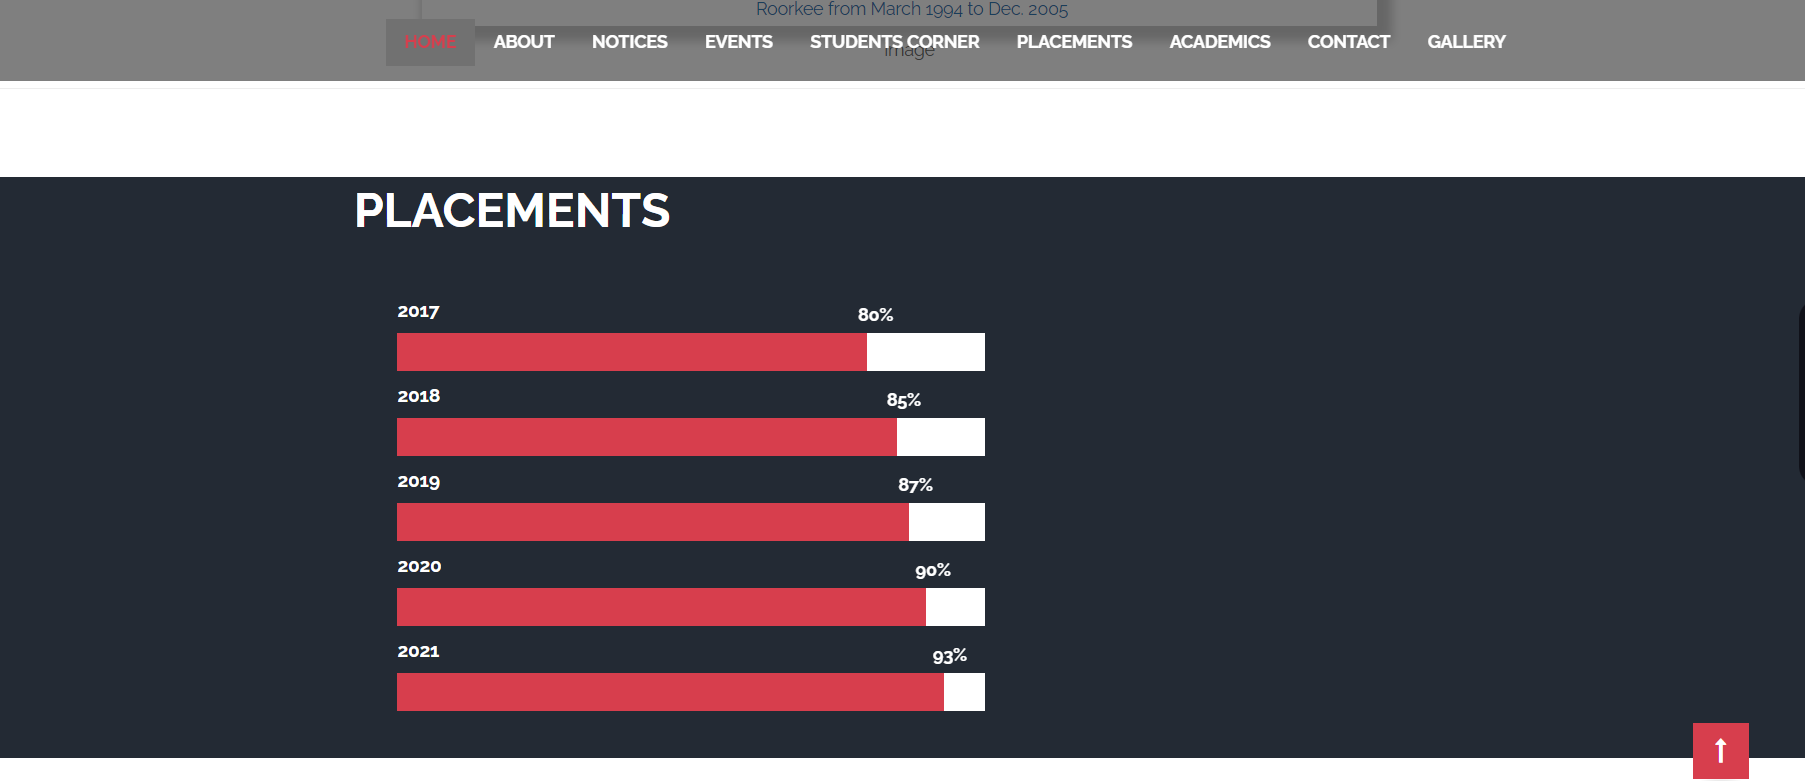 Roorkee from March 1994 to Dec. 2005
HOME ABOUT NOTICES EVENTS STUDENTS CORNER PLACEMENTS ACADEMICS CONTACT GALLERY
image
PLACEMENTS
2017
80%
2018
85%
2019
87%
2020
90%
2021
93%